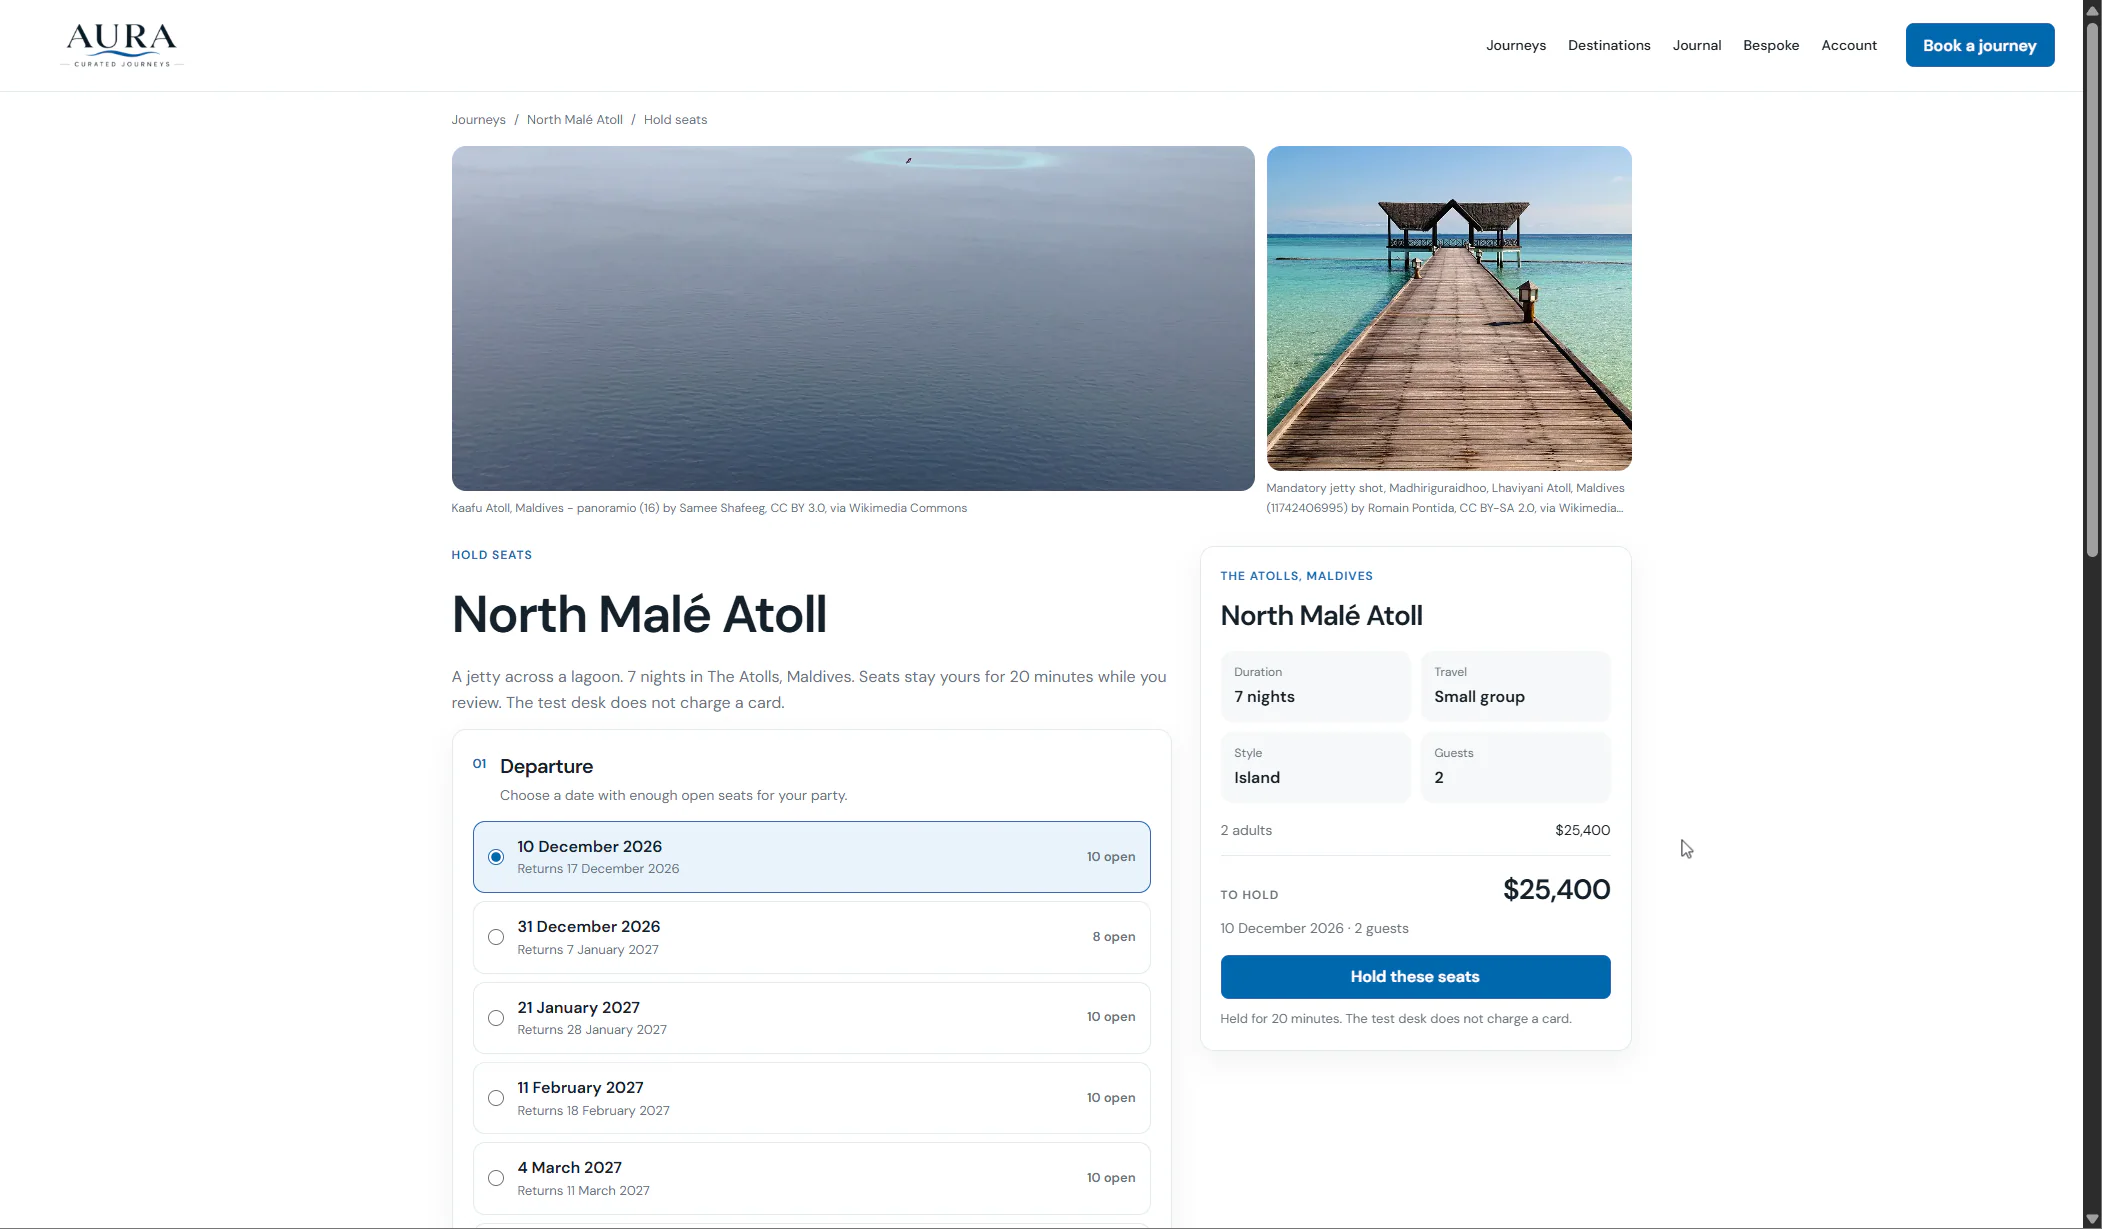 AURA
CURATED JOURNEYS
Journeys
Destinations
Journal
Bespoke
Account
Book a journey
Journeys / North Malé Atoll / Hold seats
Kaafu Atoll, Maldives - panoramio (16) by Samee Shafeeg, CC BY 3.0, via Wikimedia Commons
Mandatory jetty shot, Madhiriguraidhoo, Lhaviyani Atoll, Maldives
(11742406995) by Romain Pontida, CC BY-SA 2.0, via Wikimedia...
HOLD SEATS
North Malé Atoll
A jetty across a lagoon. 7 nights in The Atolls, Maldives. Seats stay yours for 20 minutes while you
review. The test desk does not charge a card.
01 Departure
Choose a date with enough open seats for your party.
10 December 2026
Returns 17 December 2026
10 open
31 December 2026
Returns 7 January 2027
8 open
21 January 2027
Returns 28 January 2027
10 open
11 February 2027
Returns 18 February 2027
10 open
4 March 2027
Returns 11 March 2027
10 open
THE ATOLLS, MALDIVES
North Malé Atoll
Duration
7 nights
Travel
Small group
Style
Island
Guests
2
2 adults $25,400
TO HOLD $25,400
10 December 2026 · 2 guests
Hold these seats
Held for 20 minutes. The test desk does not charge a card.